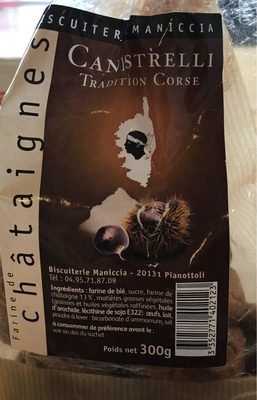 BISCUITERIE MANICCIA
CANISTRELLI
TRADITION CORSE
Farine de
châtaignes
Biscuiterie Maniccia - 20131 Pianottoli
Tél : 04.95.71.87.09
Ingrédients : farine de blé, sucre, farine de
châtaigne 13%, matières grasses végétales
(graisses et huiles végétales raffinées, huile
d'arachide, lécithine de soja E322), œufs, lait,
poudre à lever : bicarbonate d'ammonium, sel.
à consommer de préférence avant le :
voir au dos du sachet.
Poids net 300g